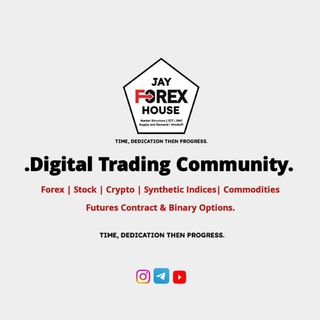 JAY
FOREX
HOUSE
Market Structure | ICT | SMC
Supply and Demand | Wyckoff.
TIME, DEDICATION THEN PROGRESS.
.Digital Trading Community.
Forex | Stock | Crypto | Synthetic Indices| Commodities
Futures Contract & Binary Options.
TIME, DEDICATION THEN PROGRESS.